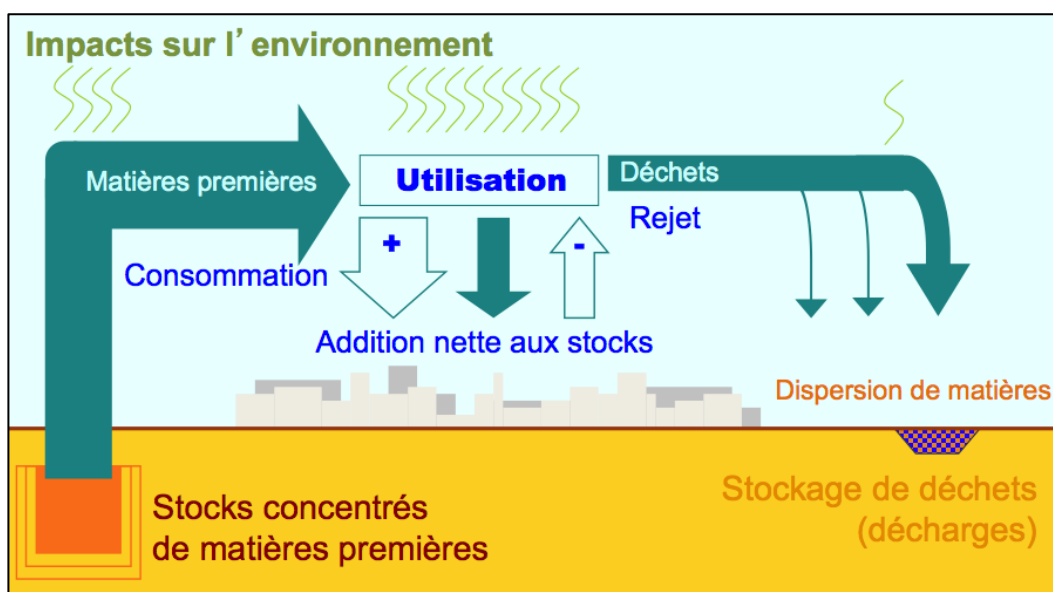 Impacts sur l’environnement
Matières premières
Utilisation
Déchets
Rejet
+
-
Consommation
Addition nette aux stocks
Dispersion de matières
Stocks concentrés
de matières premières
Stockage de déchets
(décharges)